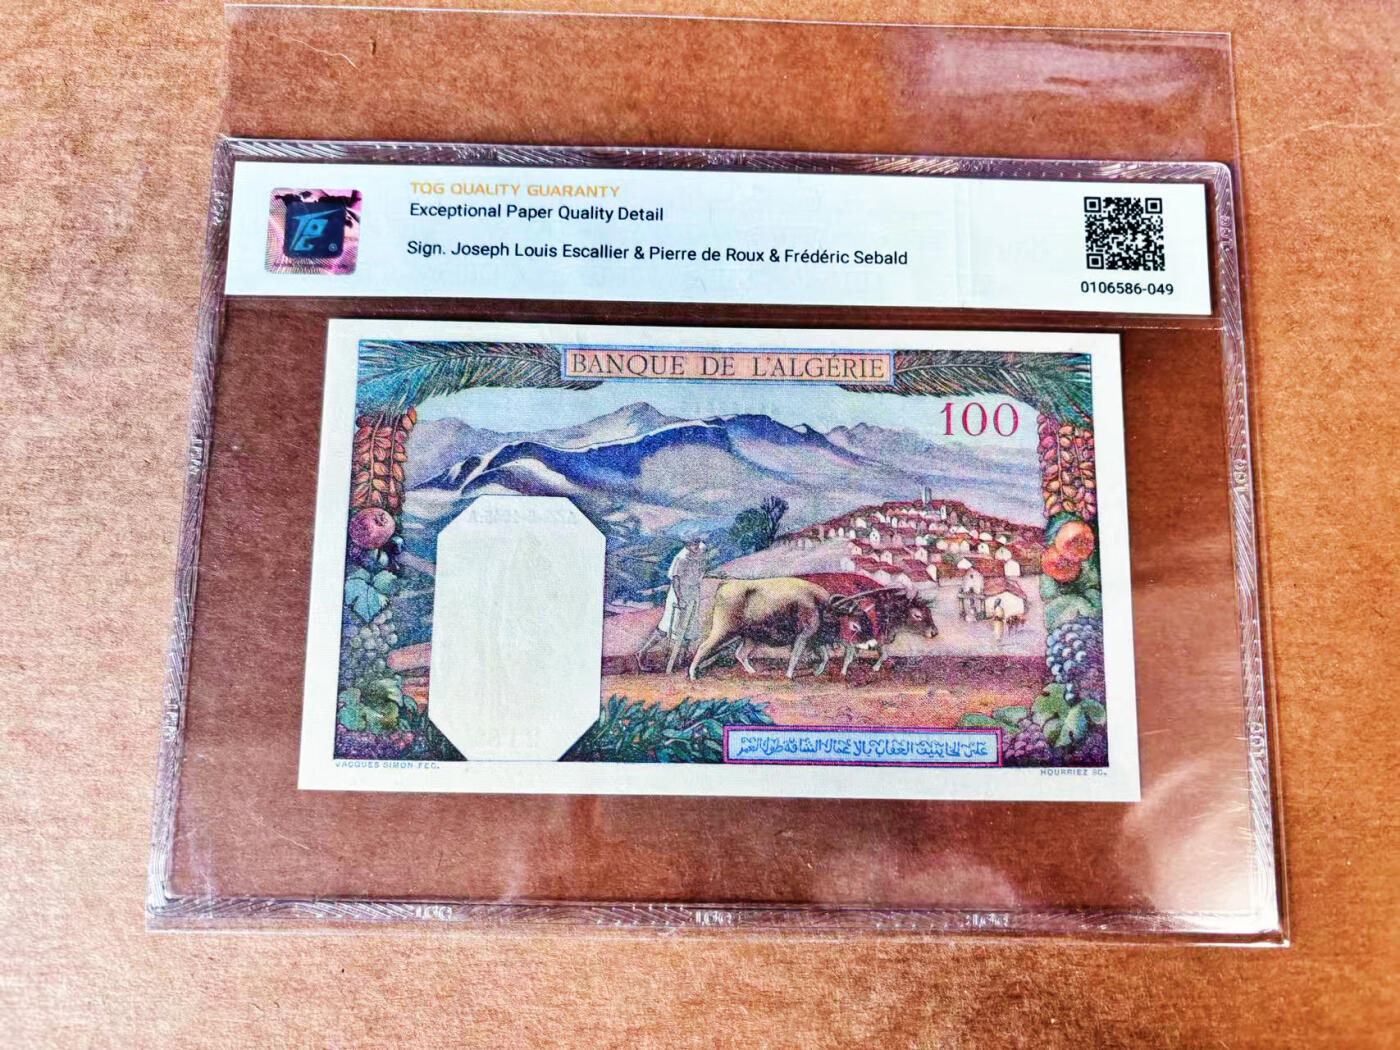 TQG QUALITY GUARANTY
Exceptional Paper Quality Detail
Sign. Joseph Louis Escallier & Pierre de Roux & Frédéric Sebald
0106586-049
BANQUE DE L'ALGÉRIE
100
JACQUES SIMON FEC.
HOURRIEZ SC.